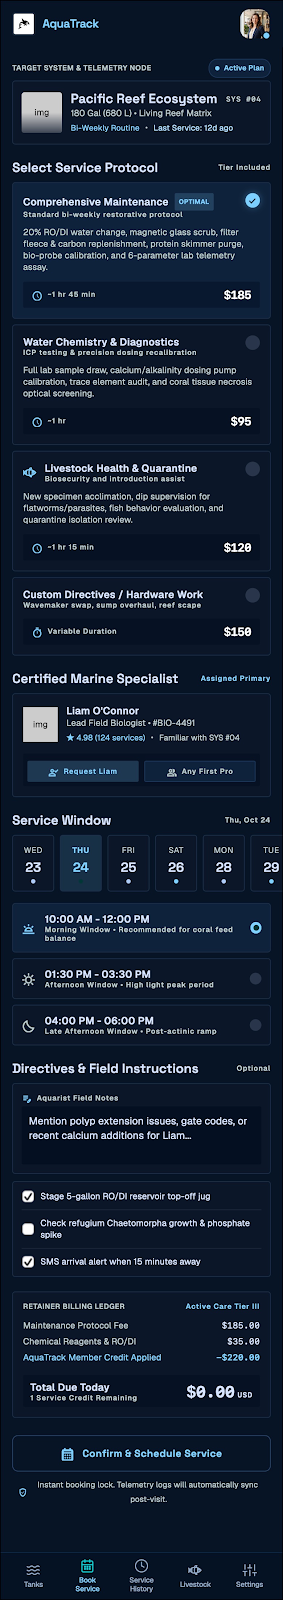 AquaTrack
TARGET SYSTEM & TELEMETRY NODE
Active Plan
img
Pacific Reef Ecosystem
SYS #04
180 Gal (680 L) • Living Reef Matrix
Bi-Weekly Routine • Last Service: 12d ago
Select Service Protocol
Tier Included
Comprehensive Maintenance
OPTIMAL
Standard bi-weekly restorative protocol
20% RO/DI water change, magnetic glass scrub, filter
fleece & carbon replenishment, protein skimmer purge,
bio-probe calibration, and 6-parameter lab telemetry
assay.
~1 hr 45 min
$185
Water Chemistry & Diagnostics
ICP testing & precision dosing recalibration
Full lab sample draw, calcium/alkalinity dosing pump
calibration, trace element audit, and coral tissue necrosis
optical screening.
~1 hr
$95
Livestock Health & Quarantine
Biosecurity and introduction assist
New specimen acclimation, dip supervision for
flatworms/parasites, fish behavior evaluation, and
quarantine isolation review.
~1 hr 15 min
$120
Custom Directives / Hardware Work
Wavemaker swap, sump overhaul, reef scape
Variable Duration
$150
Certified Marine Specialist
Assigned Primary
img
Liam O'Connor
Lead Field Biologist • #BIO-4491
★ 4.98 (124 services) • Familiar with SYS #04
Request Liam
Any First Pro
Service Window
Thu, Oct 24
WED
23
THU
24
FRI
25
SAT
26
MON
28
TUE
29
10:00 AM - 12:00 PM
Morning Window • Recommended for coral feed
balance
01:30 PM - 03:30 PM
Afternoon Window • High light peak period
04:00 PM - 06:00 PM
Late Afternoon Window • Post-actinic ramp
Directives & Field Instructions
Optional
Aquarist Field Notes
Mention polyp extension issues, gate codes, or
recent calcium additions for Liam...
Stage 5-gallon RO/DI reservoir top-off jug
Check refugium Chaetomorpha growth & phosphate
spike
SMS arrival alert when 15 minutes away
RETAINER BILLING LEDGER
Active Care Tier III
Maintenance Protocol Fee
$185.00
Chemical Reagents & RO/DI
$35.00
AquaTrack Member Credit Applied
-$220.00
Total Due Today
1 Service Credit Remaining
$0.00 USD
Confirm & Schedule Service
Instant booking lock. Telemetry logs will automatically sync
post-visit.
Tanks
Book
Service
Service
History
Livestock
Settings